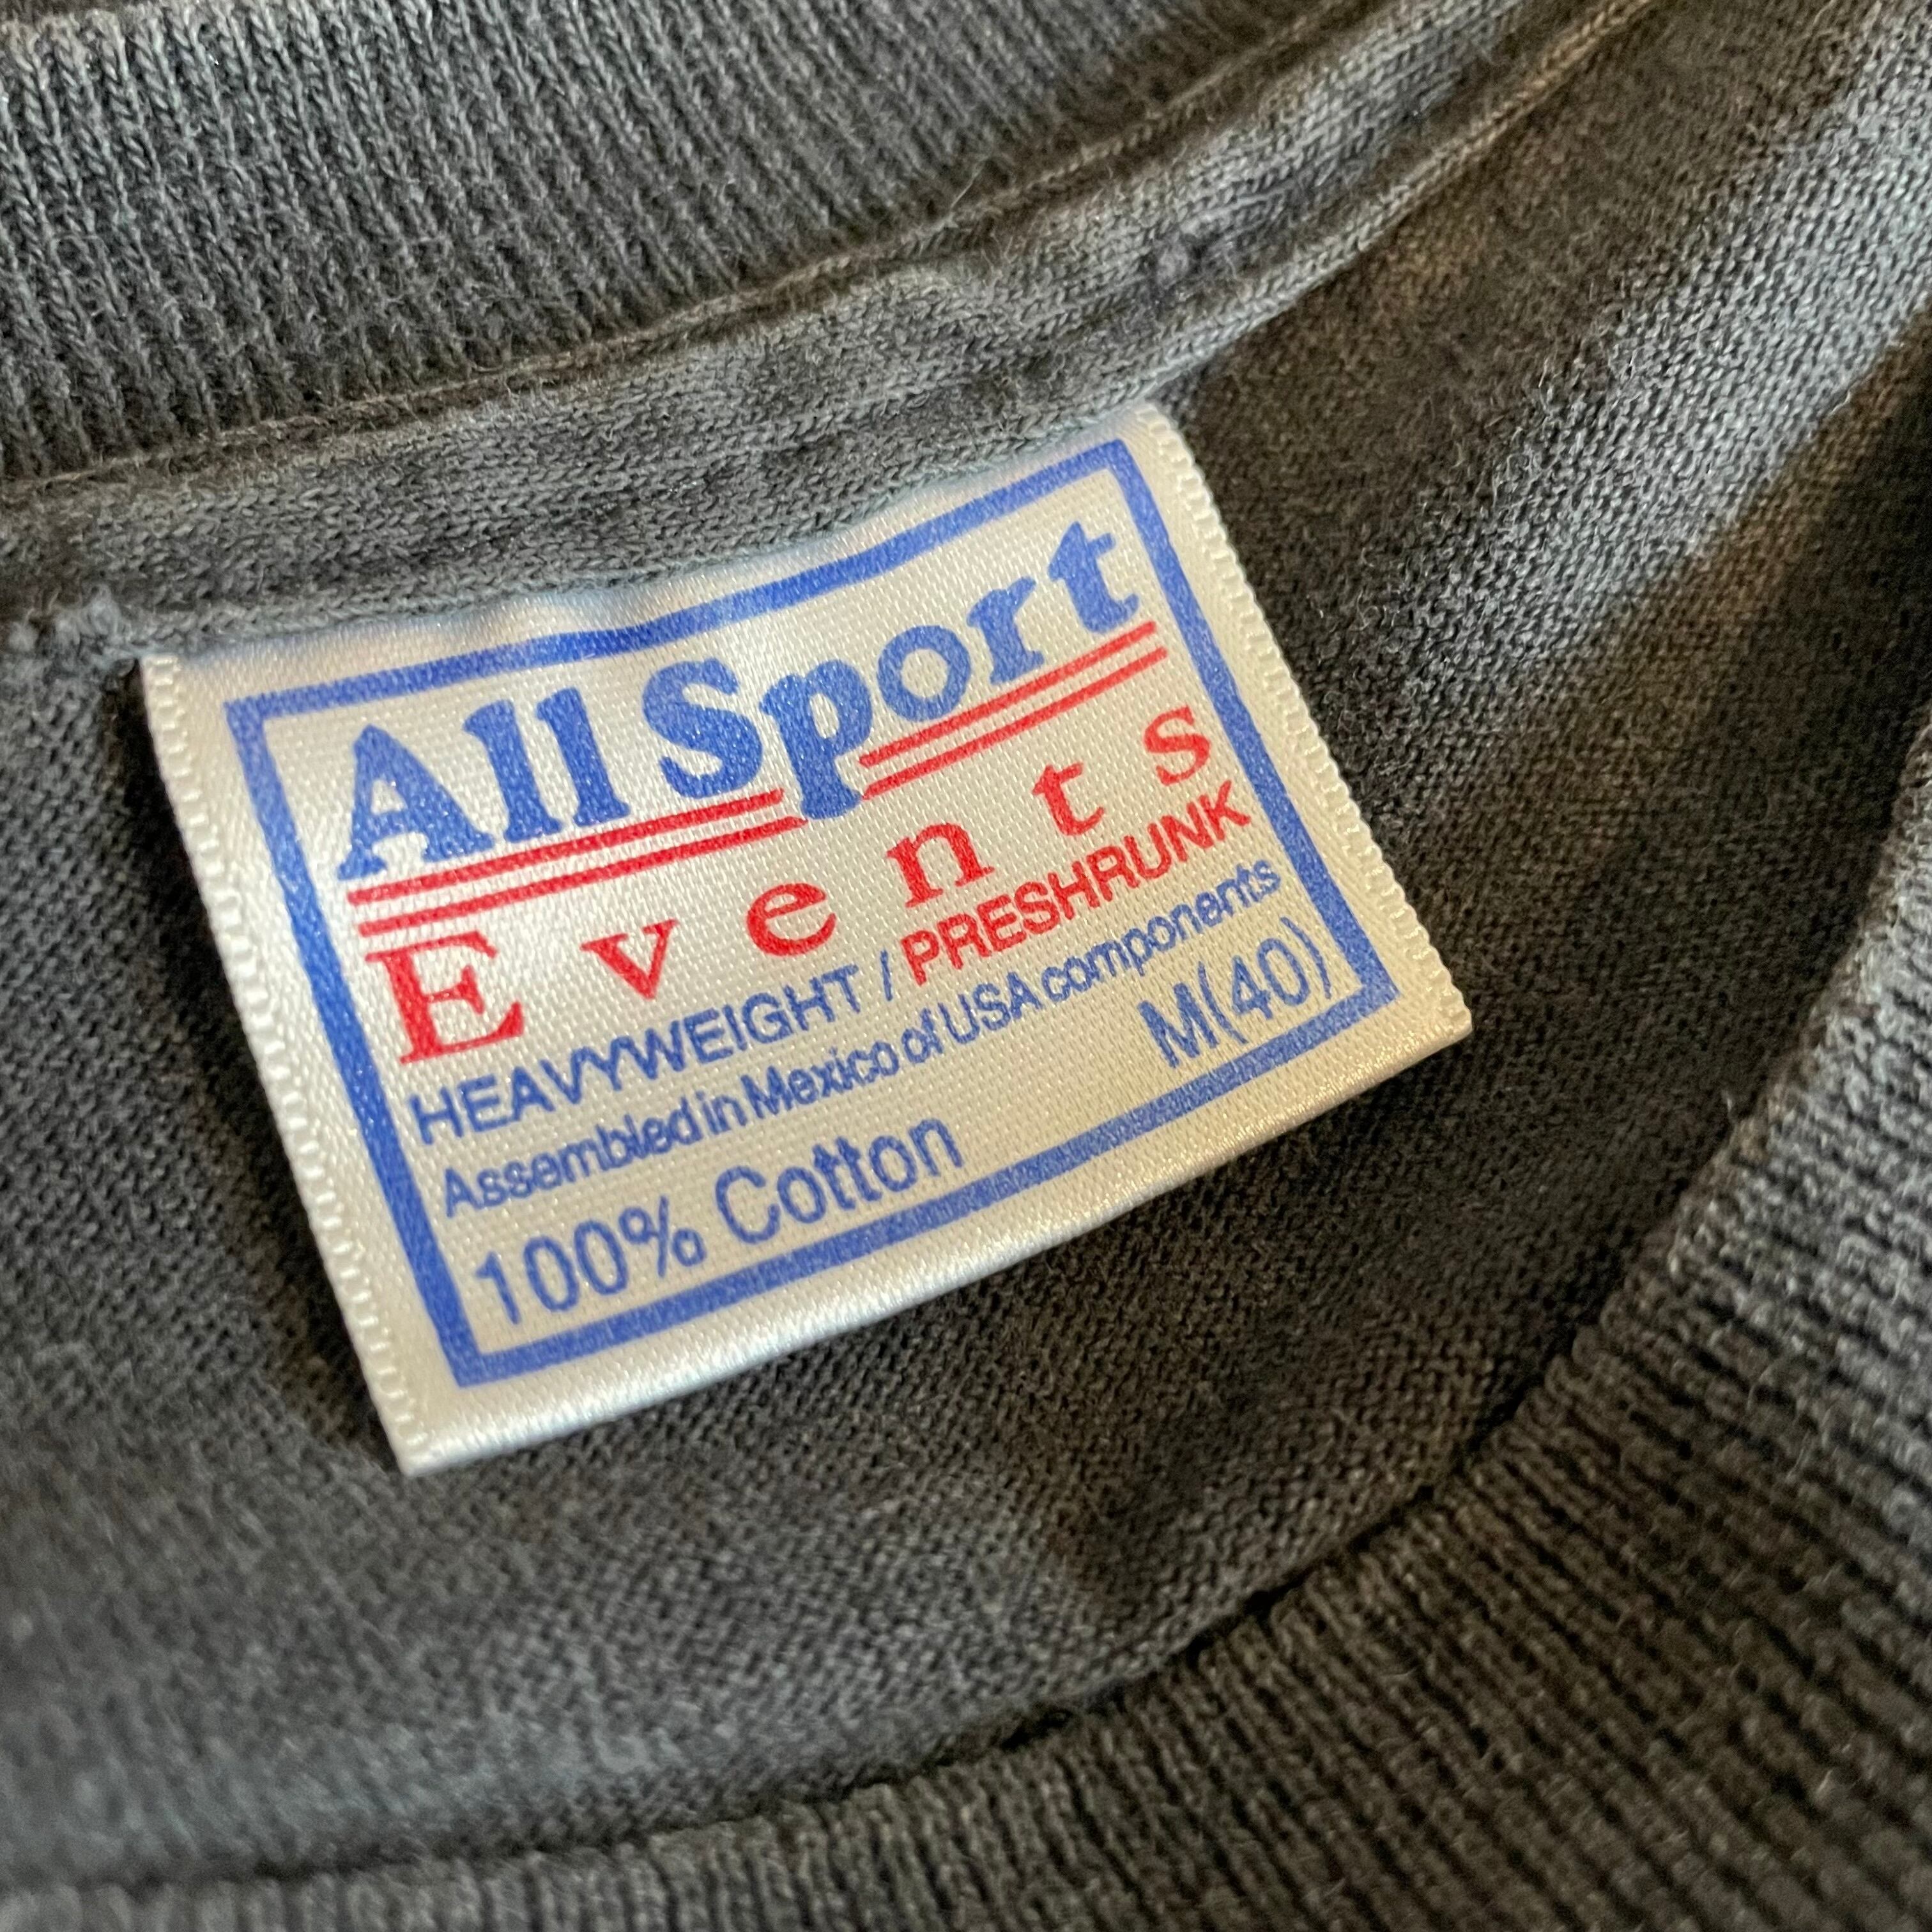 All Sport
Events
HEAVYWEIGHT / PRESHRUNK
Assembled in Mexico of USA components
M(40)
100% Cotton